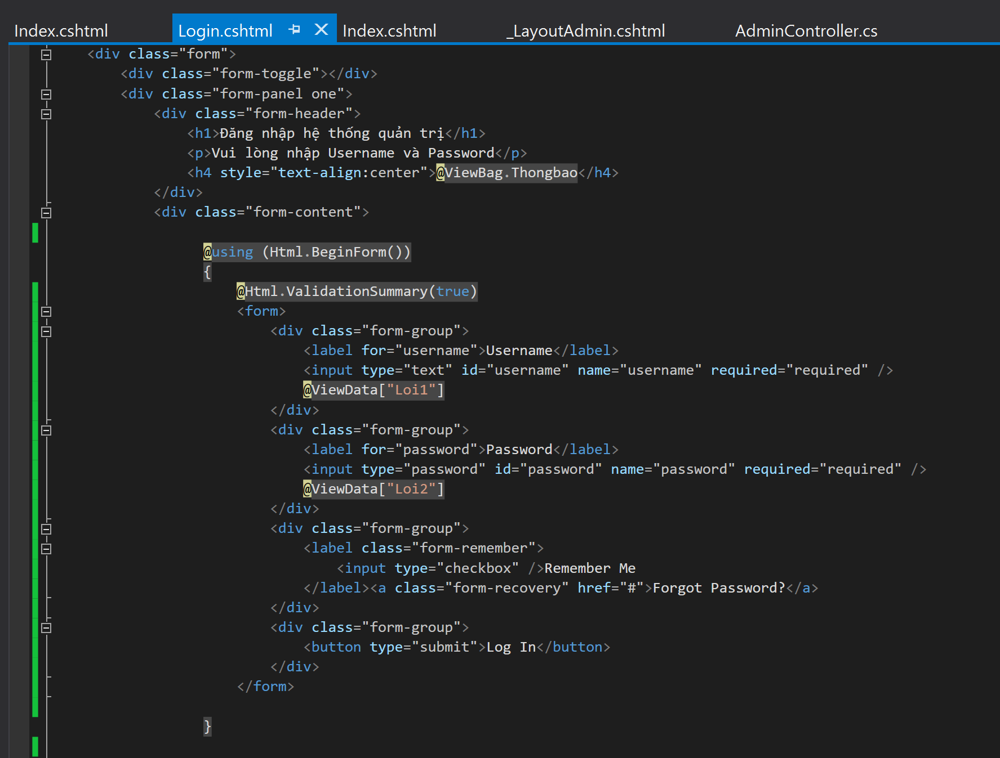 Index.cshtml Login.cshtml Index.cshtml _LayoutAdmin.cshtml AdminController.cs
<div class="form">
<div class="form-toggle"></div>
<div class="form-panel one">
<div class="form-header">
<h1>Đăng nhập hệ thống quản trị</h1>
<p>Vui lòng nhập Username và Password</p>
<h4 style="text-align:center">@ViewBag.Thongbao</h4>
</div>
<div class="form-content">
@using (Html.BeginForm())
{
@Html.ValidationSummary(true)
<form>
<div class="form-group">
<label for="username">Username</label>
<input type="text" id="username" name="username" required="required" />
@ViewData["Loi1"]
</div>
<div class="form-group">
<label for="password">Password</label>
<input type="password" id="password" name="password" required="required" />
@ViewData["Loi2"]
</div>
<div class="form-group">
<label class="form-remember">
<input type="checkbox" />Remember Me
</label><a class="form-recovery" href="#">Forgot Password?</a>
</div>
<div class="form-group">
<button type="submit">Log In</button>
</div>
</form>
}